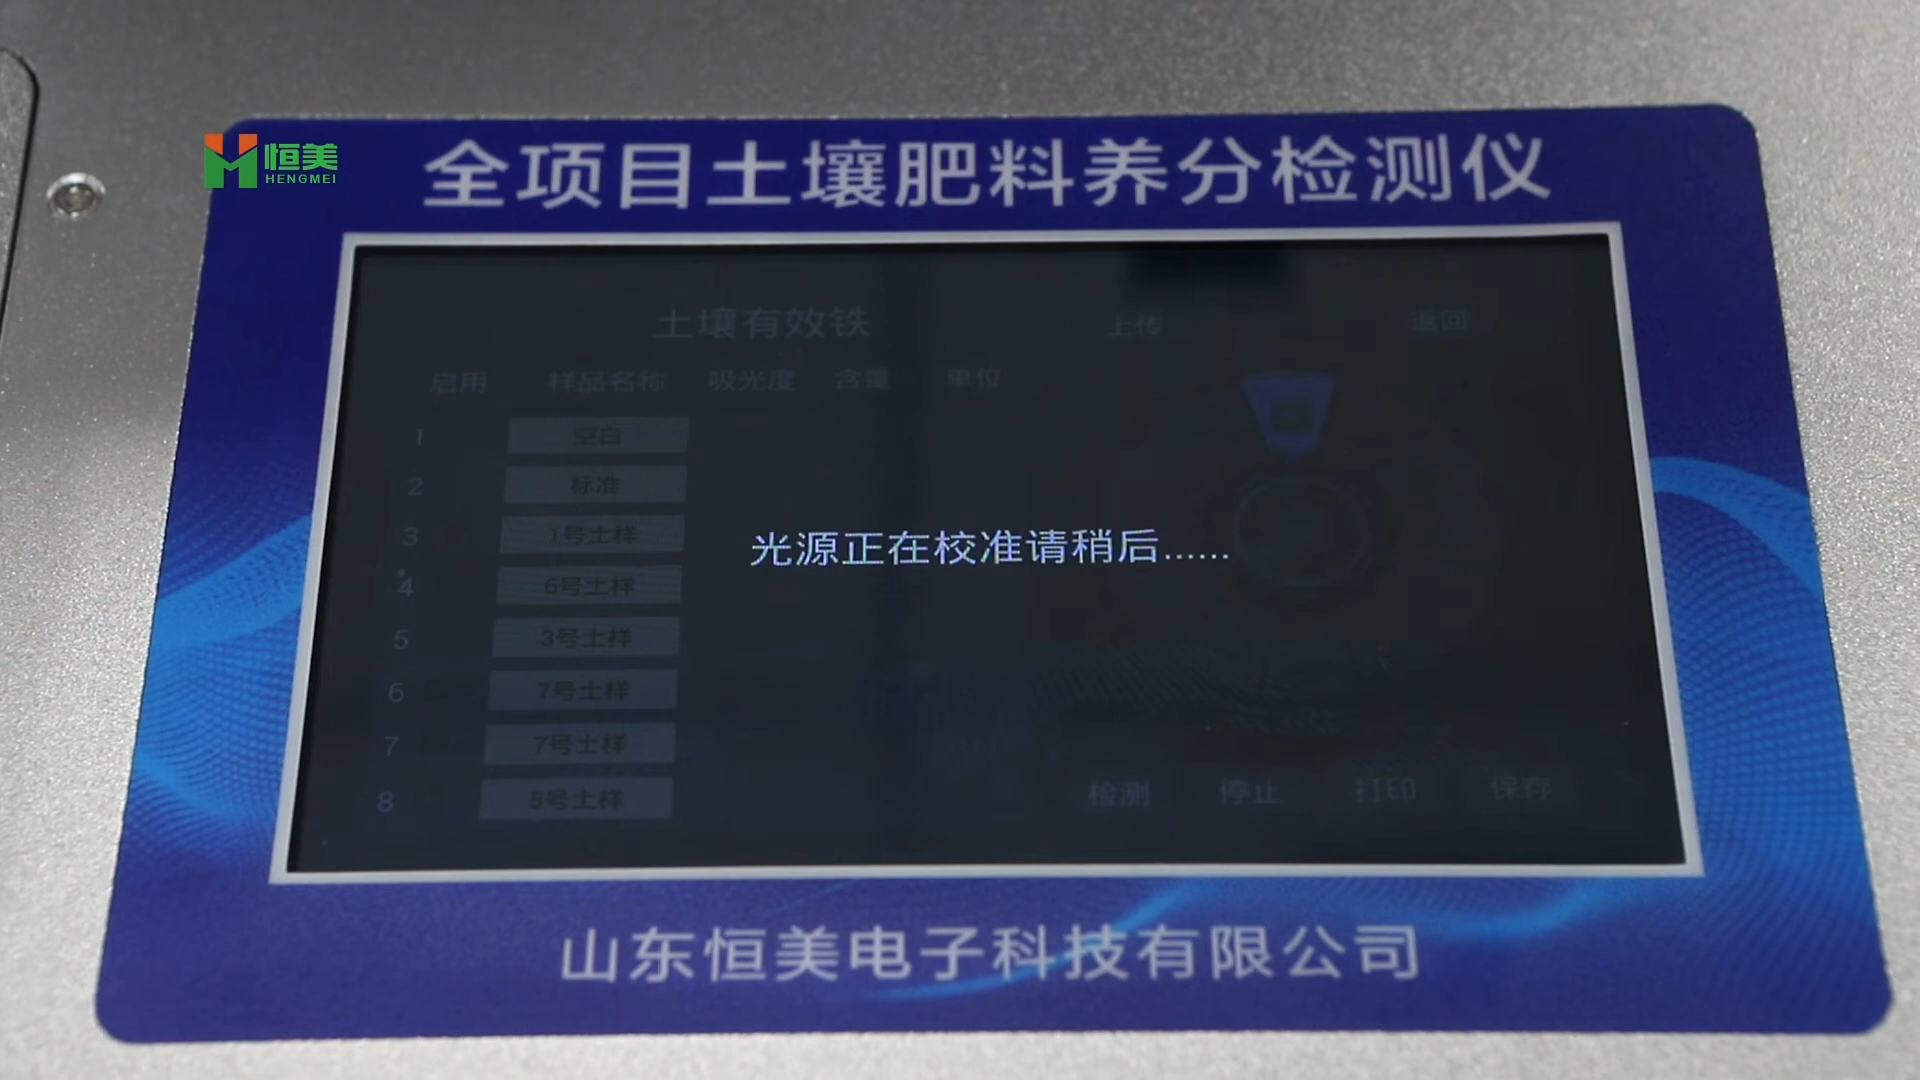 恒美
HENGMEI
全项目土壤肥料养分检测仪
土壤有效铁 上传 返回
启用 样品名称 吸光度 含量 单位
1 空白
2 标准
3 1号土样
光源正在校准请稍后......
4 6号土样
5 3号土样
6 7号土样
7 7号土样
8 5号土样
检测 停止 打印 保存
山东恒美电子科技有限公司